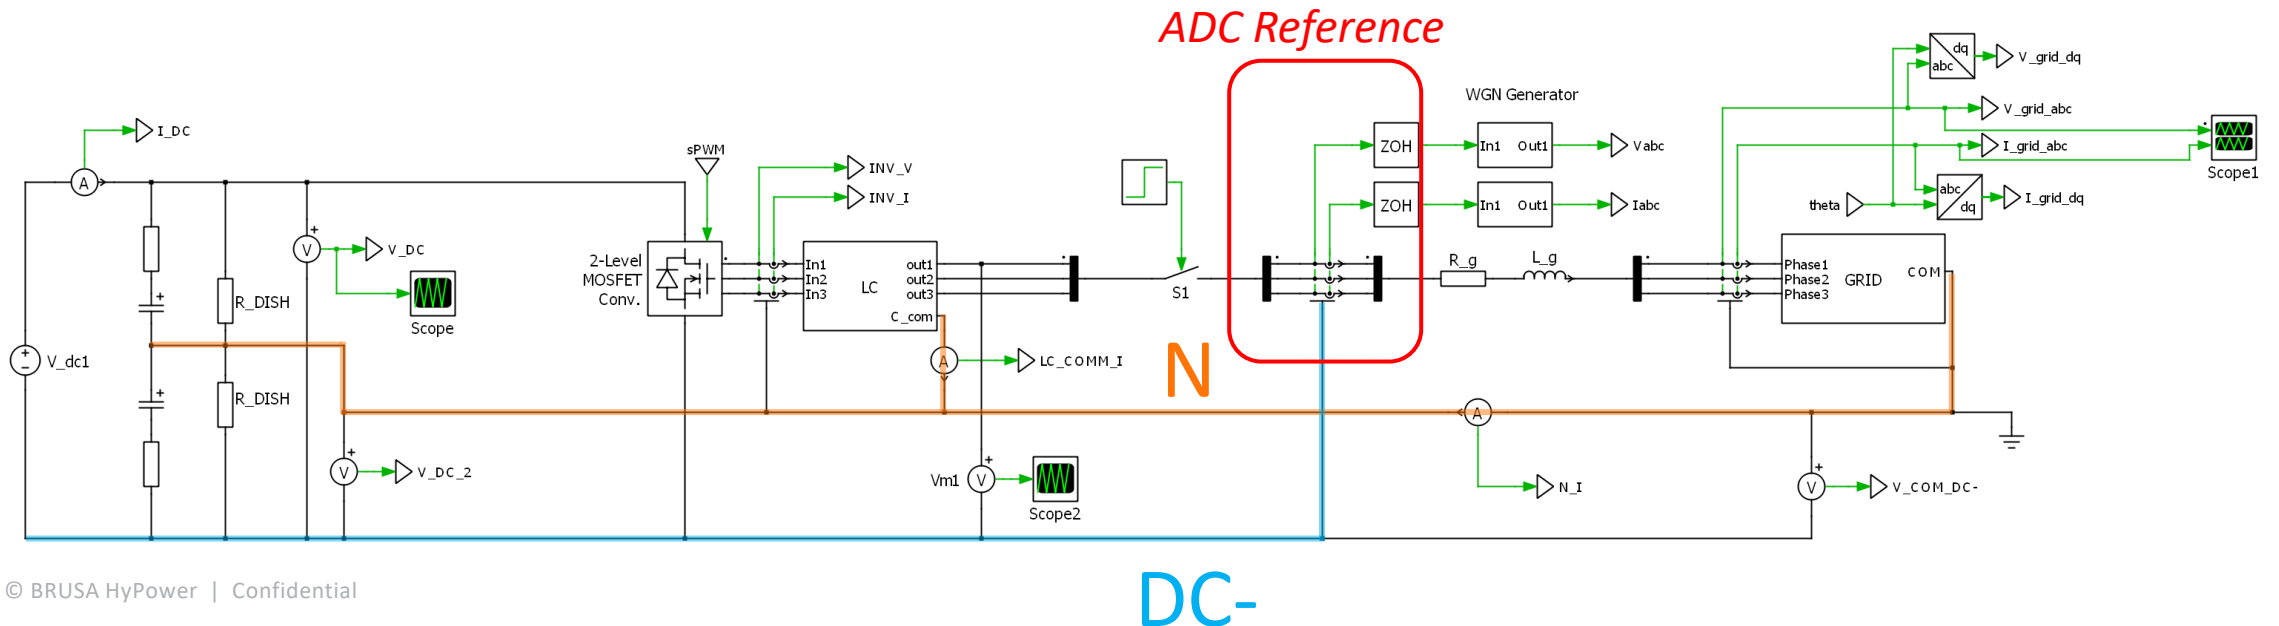 ADC Reference
dq
abc
V_grid_dq
WGN Generator
V_grid_abc
I_DC
A
sPWM
ZOH
In1 Out1
Vabc
I_grid_abc
Scope1
INV_V
INV_I
ZOH
In1 Out1
Iabc
theta
abc
dq
I_grid_dq
V
+
V_DC
2-Level
MOSFET
Conv.
In1
In2
In3
LC
out1
out2
out3
C_com
S1
R_g
L_g
Phase1
Phase2
Phase3
GRID
COM
+
R_DISH
Scope
V_dc1
+
-
A
LC_COMM_I
N
+
R_DISH
A
V
+
V_DC_2
Vm1
V
+
Scope2
N_I
V
+
V_COM_DC-
DC-
© BRUSA HyPower | Confidential